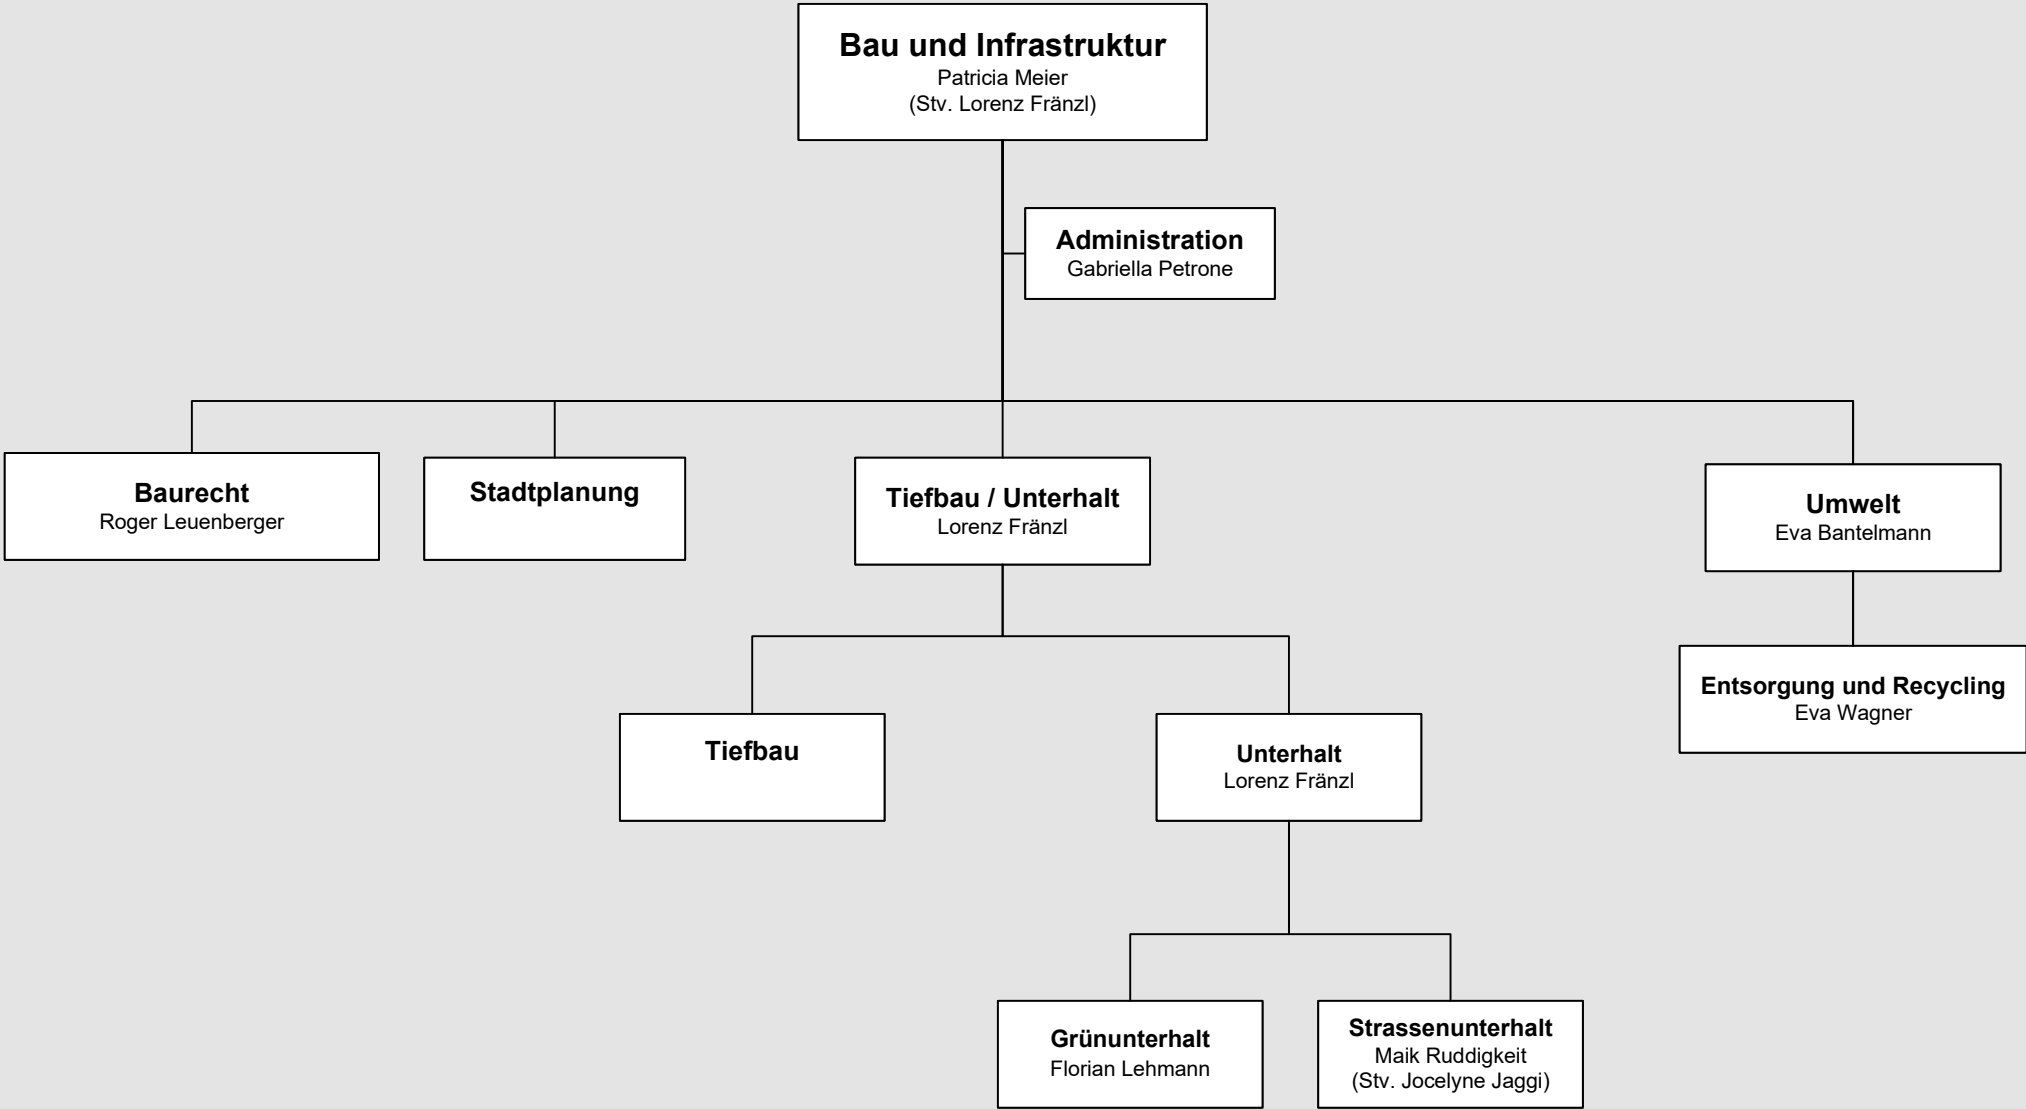 Bau und Infrastruktur
Patricia Meier
(Stv. Lorenz Fränzl)
Administration
Gabriella Petrone
Baurecht
Roger Leuenberger
Stadtplanung
Tiefbau / Unterhalt
Lorenz Fränzl
Umwelt
Eva Bantelmann
Entsorgung und Recycling
Eva Wagner
Tiefbau
Unterhalt
Lorenz Fränzl
Grünunterhalt
Florian Lehmann
Strassenunterhalt
Maik Ruddigkeit
(Stv. Jocelyne Jaggi)